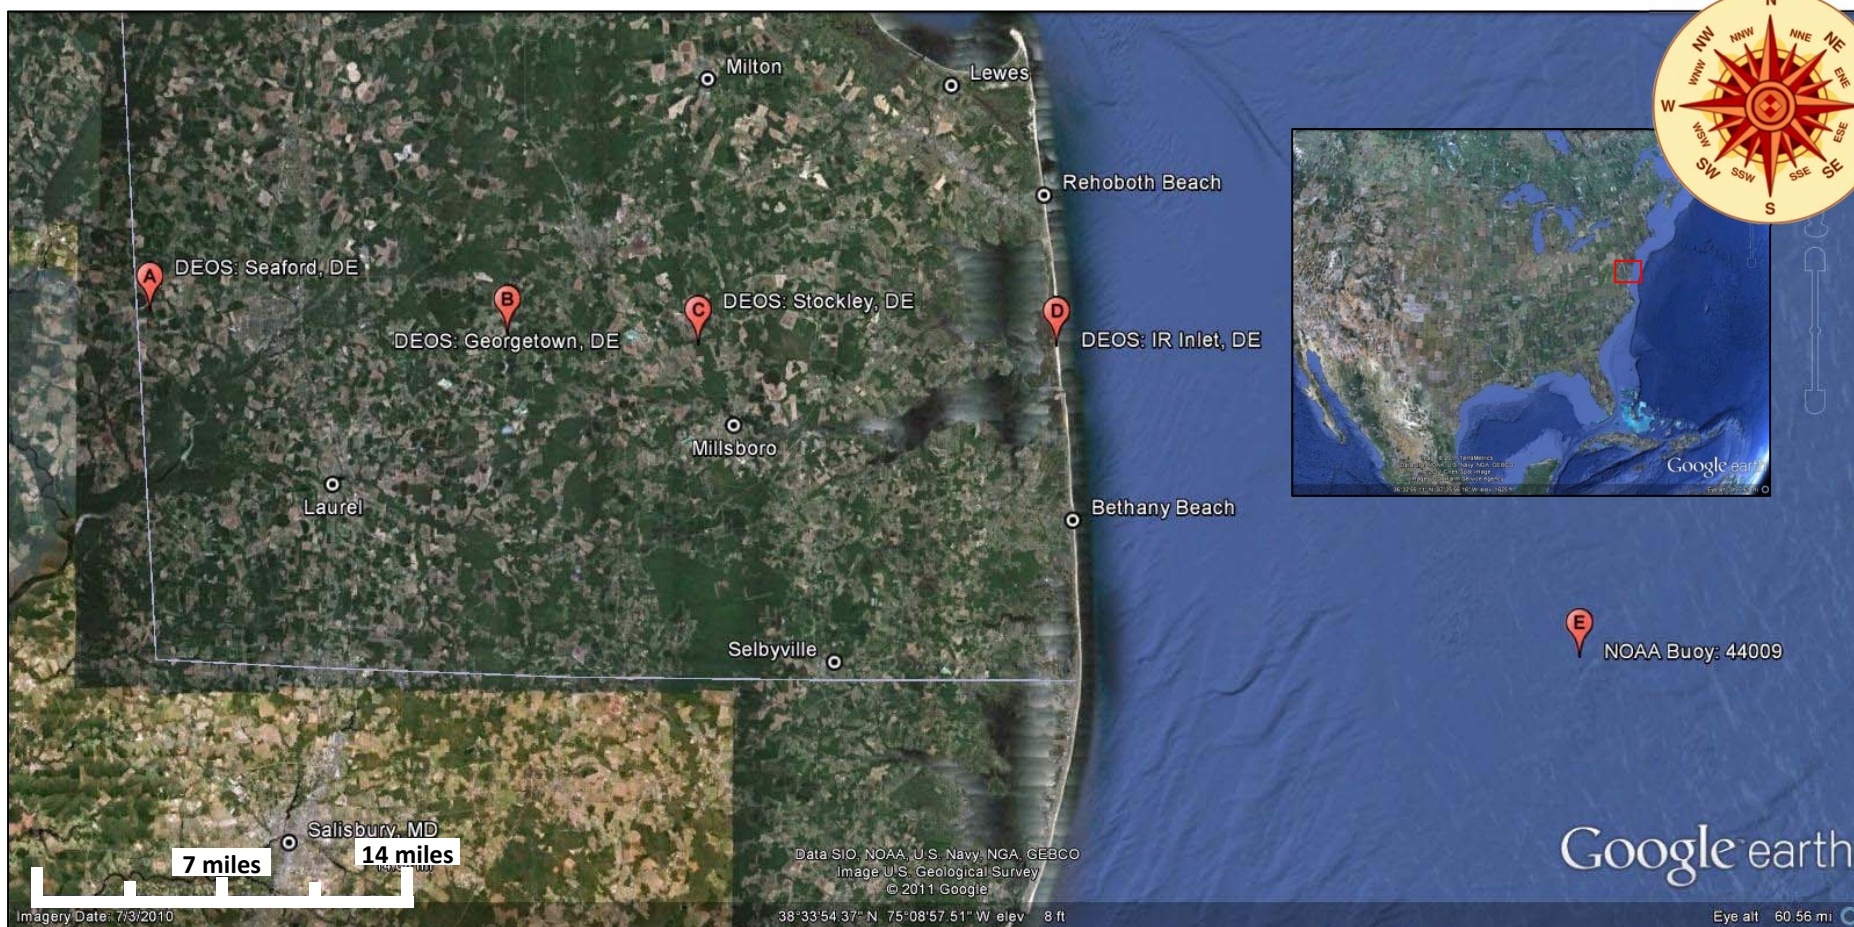 N
NNW
NNE
NW
NE
WNW
ENE
W
WSW
ESE
SW
SE
SSW
SSE
S
Milton
Lewes
Rehoboth Beach
A
DEOS: Seaford, DE
B
DEOS: Georgetown, DE
C
DEOS: Stockley, DE
D
DEOS: IR Inlet, DE
Millsboro
Laurel
Bethany Beach
Google earth
Selbyville
E
NOAA Buoy: 44009
Salisbury, MD
7 miles
14 miles
Data SIO, NOAA, U.S. Navy, NGA, GEBCO
Image U.S. Geological Survey
© 2011 Google
Google earth
Imagery Date: 7/3/2010
38°33'54.37" N 75°08'57.51" W elev 8 ft
Eye alt 60.56 mi